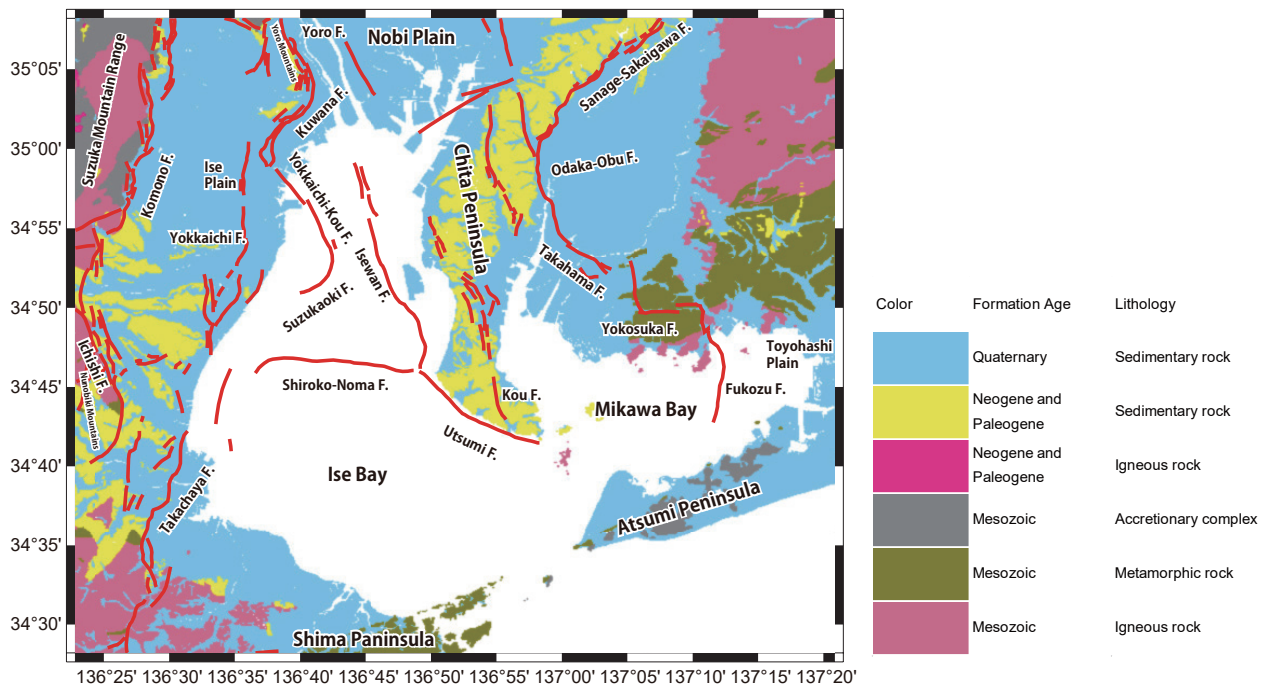 35°05'
35°00'
34°55'
34°50'
34°45'
34°40'
34°35'
34°30'
136°25' 136°30' 136°35' 136°40' 136°45' 136°50' 136°55' 137°00' 137°05' 137°10' 137°15' 137°20'
Suzuka Mountain Range
Yoro Mountains
Yoro F.
Nobi Plain
Sanage-Sakaigawa F.
Kuwana F.
Komono F.
Ise
Plain
Yokkaichi-Kou F.
Chita Peninsula
Odaka-Obu F.
Yokkaichi F.
Isewan F.
Takahama F.
Suzukaoki F.
Yokosuka F.
Toyohashi
Plain
Ichishi F.
Nunobiki Mountains
Shiroko-Noma F.
Kou F.
Fukozu F.
Mikawa Bay
Utsumi F.
Ise Bay
Takachaya F.
Atsumi Peninsula
Shima Paninsula
Color Formation Age Lithology
Quaternary Sedimentary rock
Neogene and
Paleogene Sedimentary rock
Neogene and
Paleogene Igneous rock
Mesozoic Accretionary complex
Mesozoic Metamorphic rock
Mesozoic Igneous rock